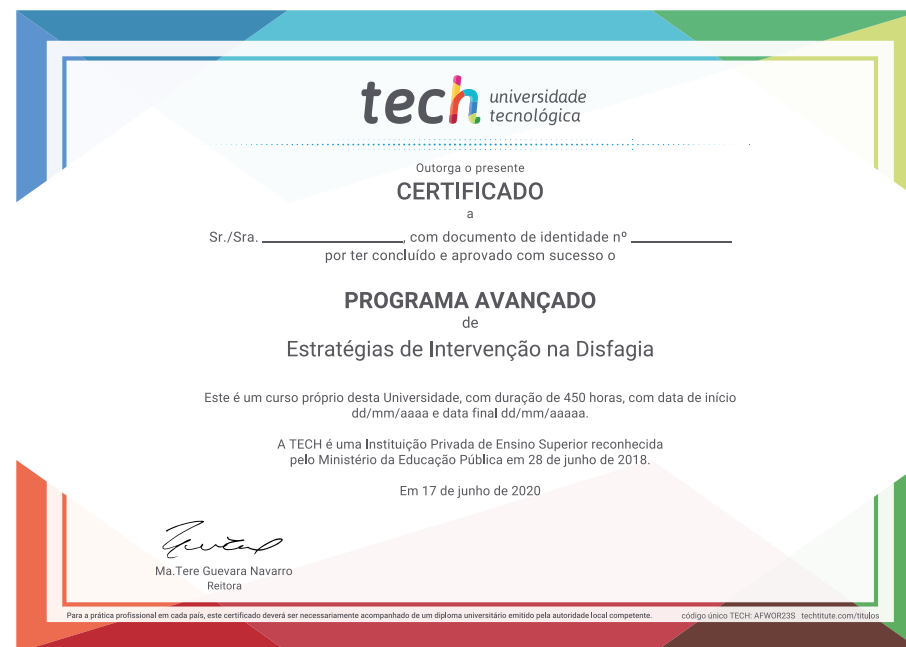 tech universidade
tecnológica
Outorga o presente
CERTIFICADO
a
Sr./Sra. ____________, com documento de identidade nº ____________
por ter concluído e aprovado com sucesso o
PROGRAMA AVANÇADO
de
Estratégias de Intervenção na Disfagia
Este é um curso próprio desta Universidade, com duração de 450 horas, com data de início
dd/mm/aaaa e data final dd/mm/aaaaa.
A TECH é uma Instituição Privada de Ensino Superior reconhecida
pelo Ministério da Educação Pública em 28 de junho de 2018.
Em 17 de junho de 2020
Ma.Tere Guevara Navarro
Reitora
Para a prática profissional em cada país, este certificado deverá ser necessariamente acompanhado de um diploma universitário emitido pela autoridade local competente. código único TECH: AFWOR23S techtitute.com/titulos